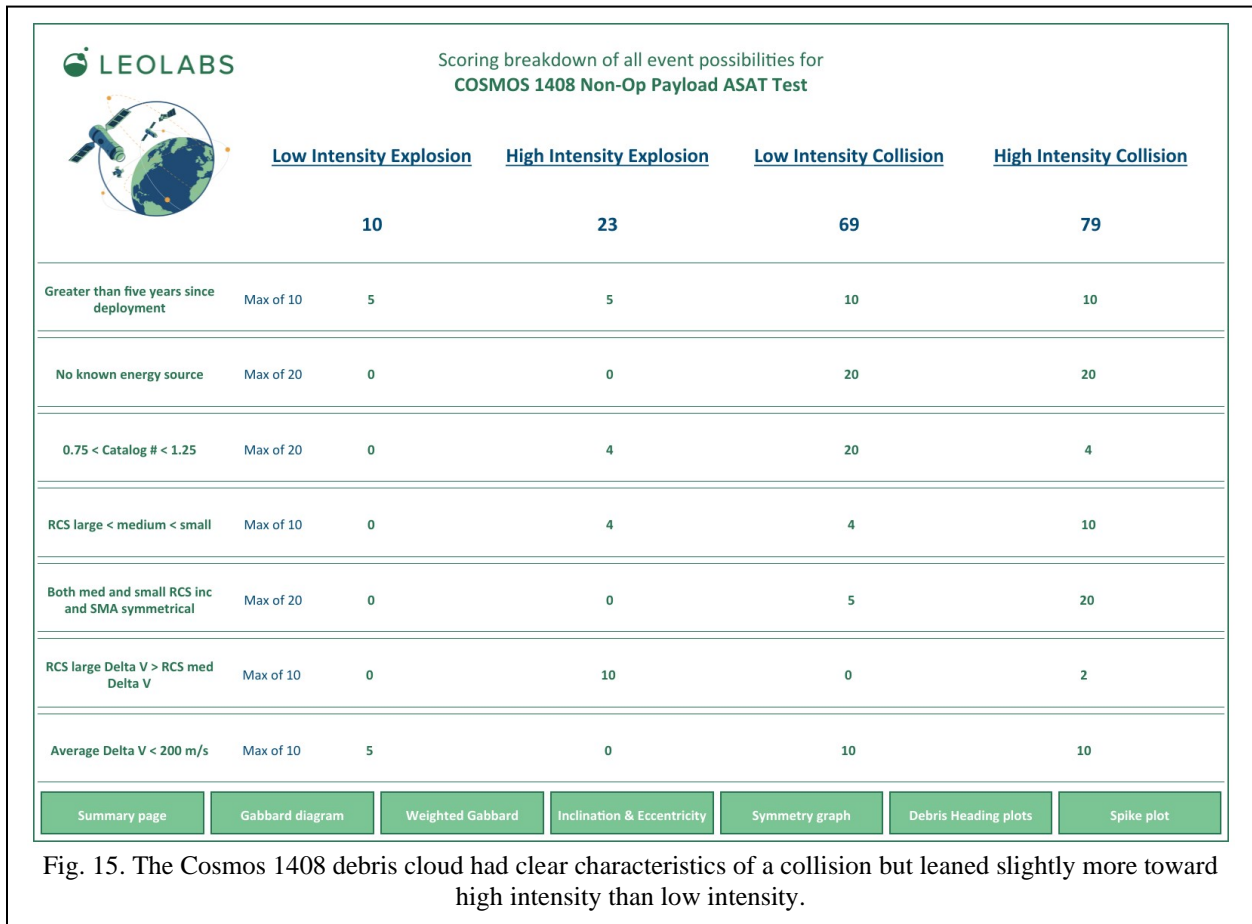 LEOLABS
Scoring breakdown of all event possibilities for
COSMOS 1408 Non-Op Payload ASAT Test
Low Intensity Explosion High Intensity Explosion Low Intensity Collision High Intensity Collision
10 23 69 79
Greater than five years since
deployment
Max of 10 5 5 10 10
No known energy source Max of 20 0 0 20 20
0.75 < Catalog # < 1.25 Max of 20 0 4 20 4
RCS large < medium < small Max of 10 0 4 4 10
Both med and small RCS inc
and SMA symmetrical
Max of 20 0 0 5 20
RCS large Delta V > RCS med
Delta V
Max of 10 0 10 0 2
Average Delta V < 200 m/s Max of 10 5 0 10 10
Summary page Gabbard diagram Weighted Gabbard Inclination & Eccentricity Symmetry graph Debris Heading plots Spike plot
Fig. 15. The Cosmos 1408 debris cloud had clear characteristics of a collision but leaned slightly more toward
high intensity than low intensity.